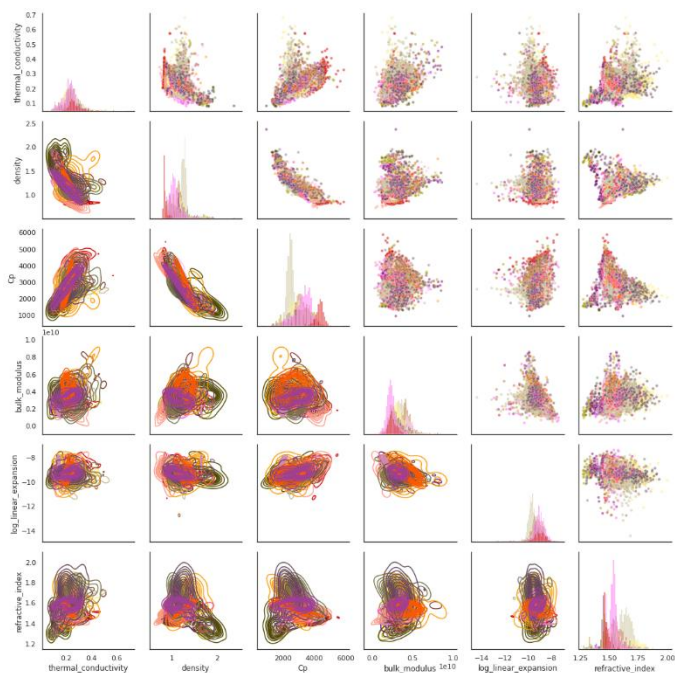 0.7
0.6
0.5
0.4
0.3
0.2
0.1
thermal_conductivity
2.5
2.0
1.5
1.0
density
6000
5000
4000
3000
2000
1000
Cp
1e10
1.0
0.8
0.6
0.4
0.2
0.0
bulk_modulus
−8
−10
−12
−14
log_linear_expansion
2.0
1.8
1.6
1.4
1.2
refractive_index
0.2 0.4 0.6
1 2
2000 4000 6000
0.0 0.5 1.0
1e10
−14 −12 −10 −8
1.25 1.50 1.75 2.00
thermal_conductivity density Cp bulk_modulus log_linear_expansion refractive_index